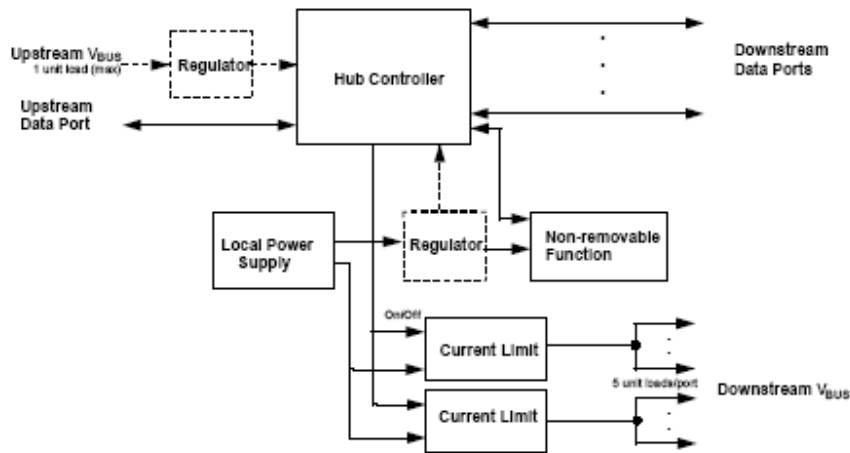 Upstream VBUS
1 unit load (max)
Regulator
Hub Controller
Downstream
Data Ports
Upstream
Data Port
Local Power
Supply
Regulator
Non-removable
Function
On/Off
Current Limit
5 unit loads/port
Downstream VBUS
Current Limit